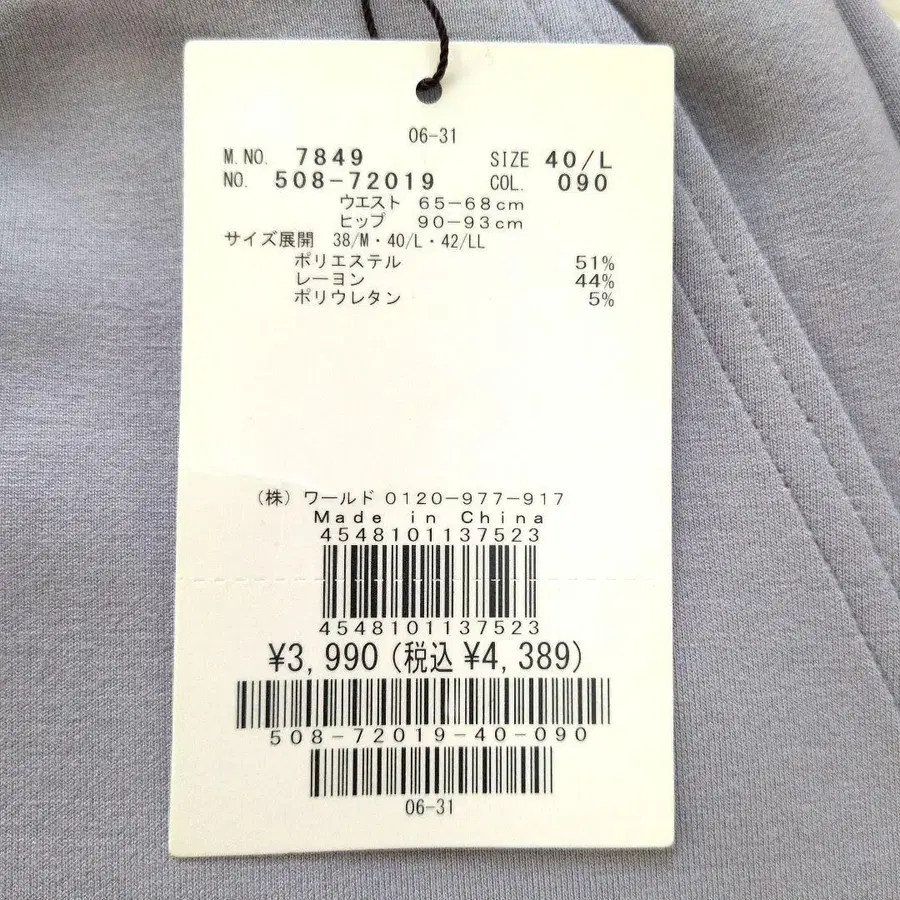 06-31
M.NO. 7849 SIZE 40/L
NO. 508-72019 COL. 090
ウエスト 65-68cm
ヒップ 90-93cm
サイズ展開 38/M・40/L・42/LL
ポリエステル 51%
レーヨン 44%
ポリウレタン 5%
(株) ワールド 0120-977-917
Made in China
4548101137523
4548101137523
¥3,990(税込¥4,389)
508-72019-40-090
06-31